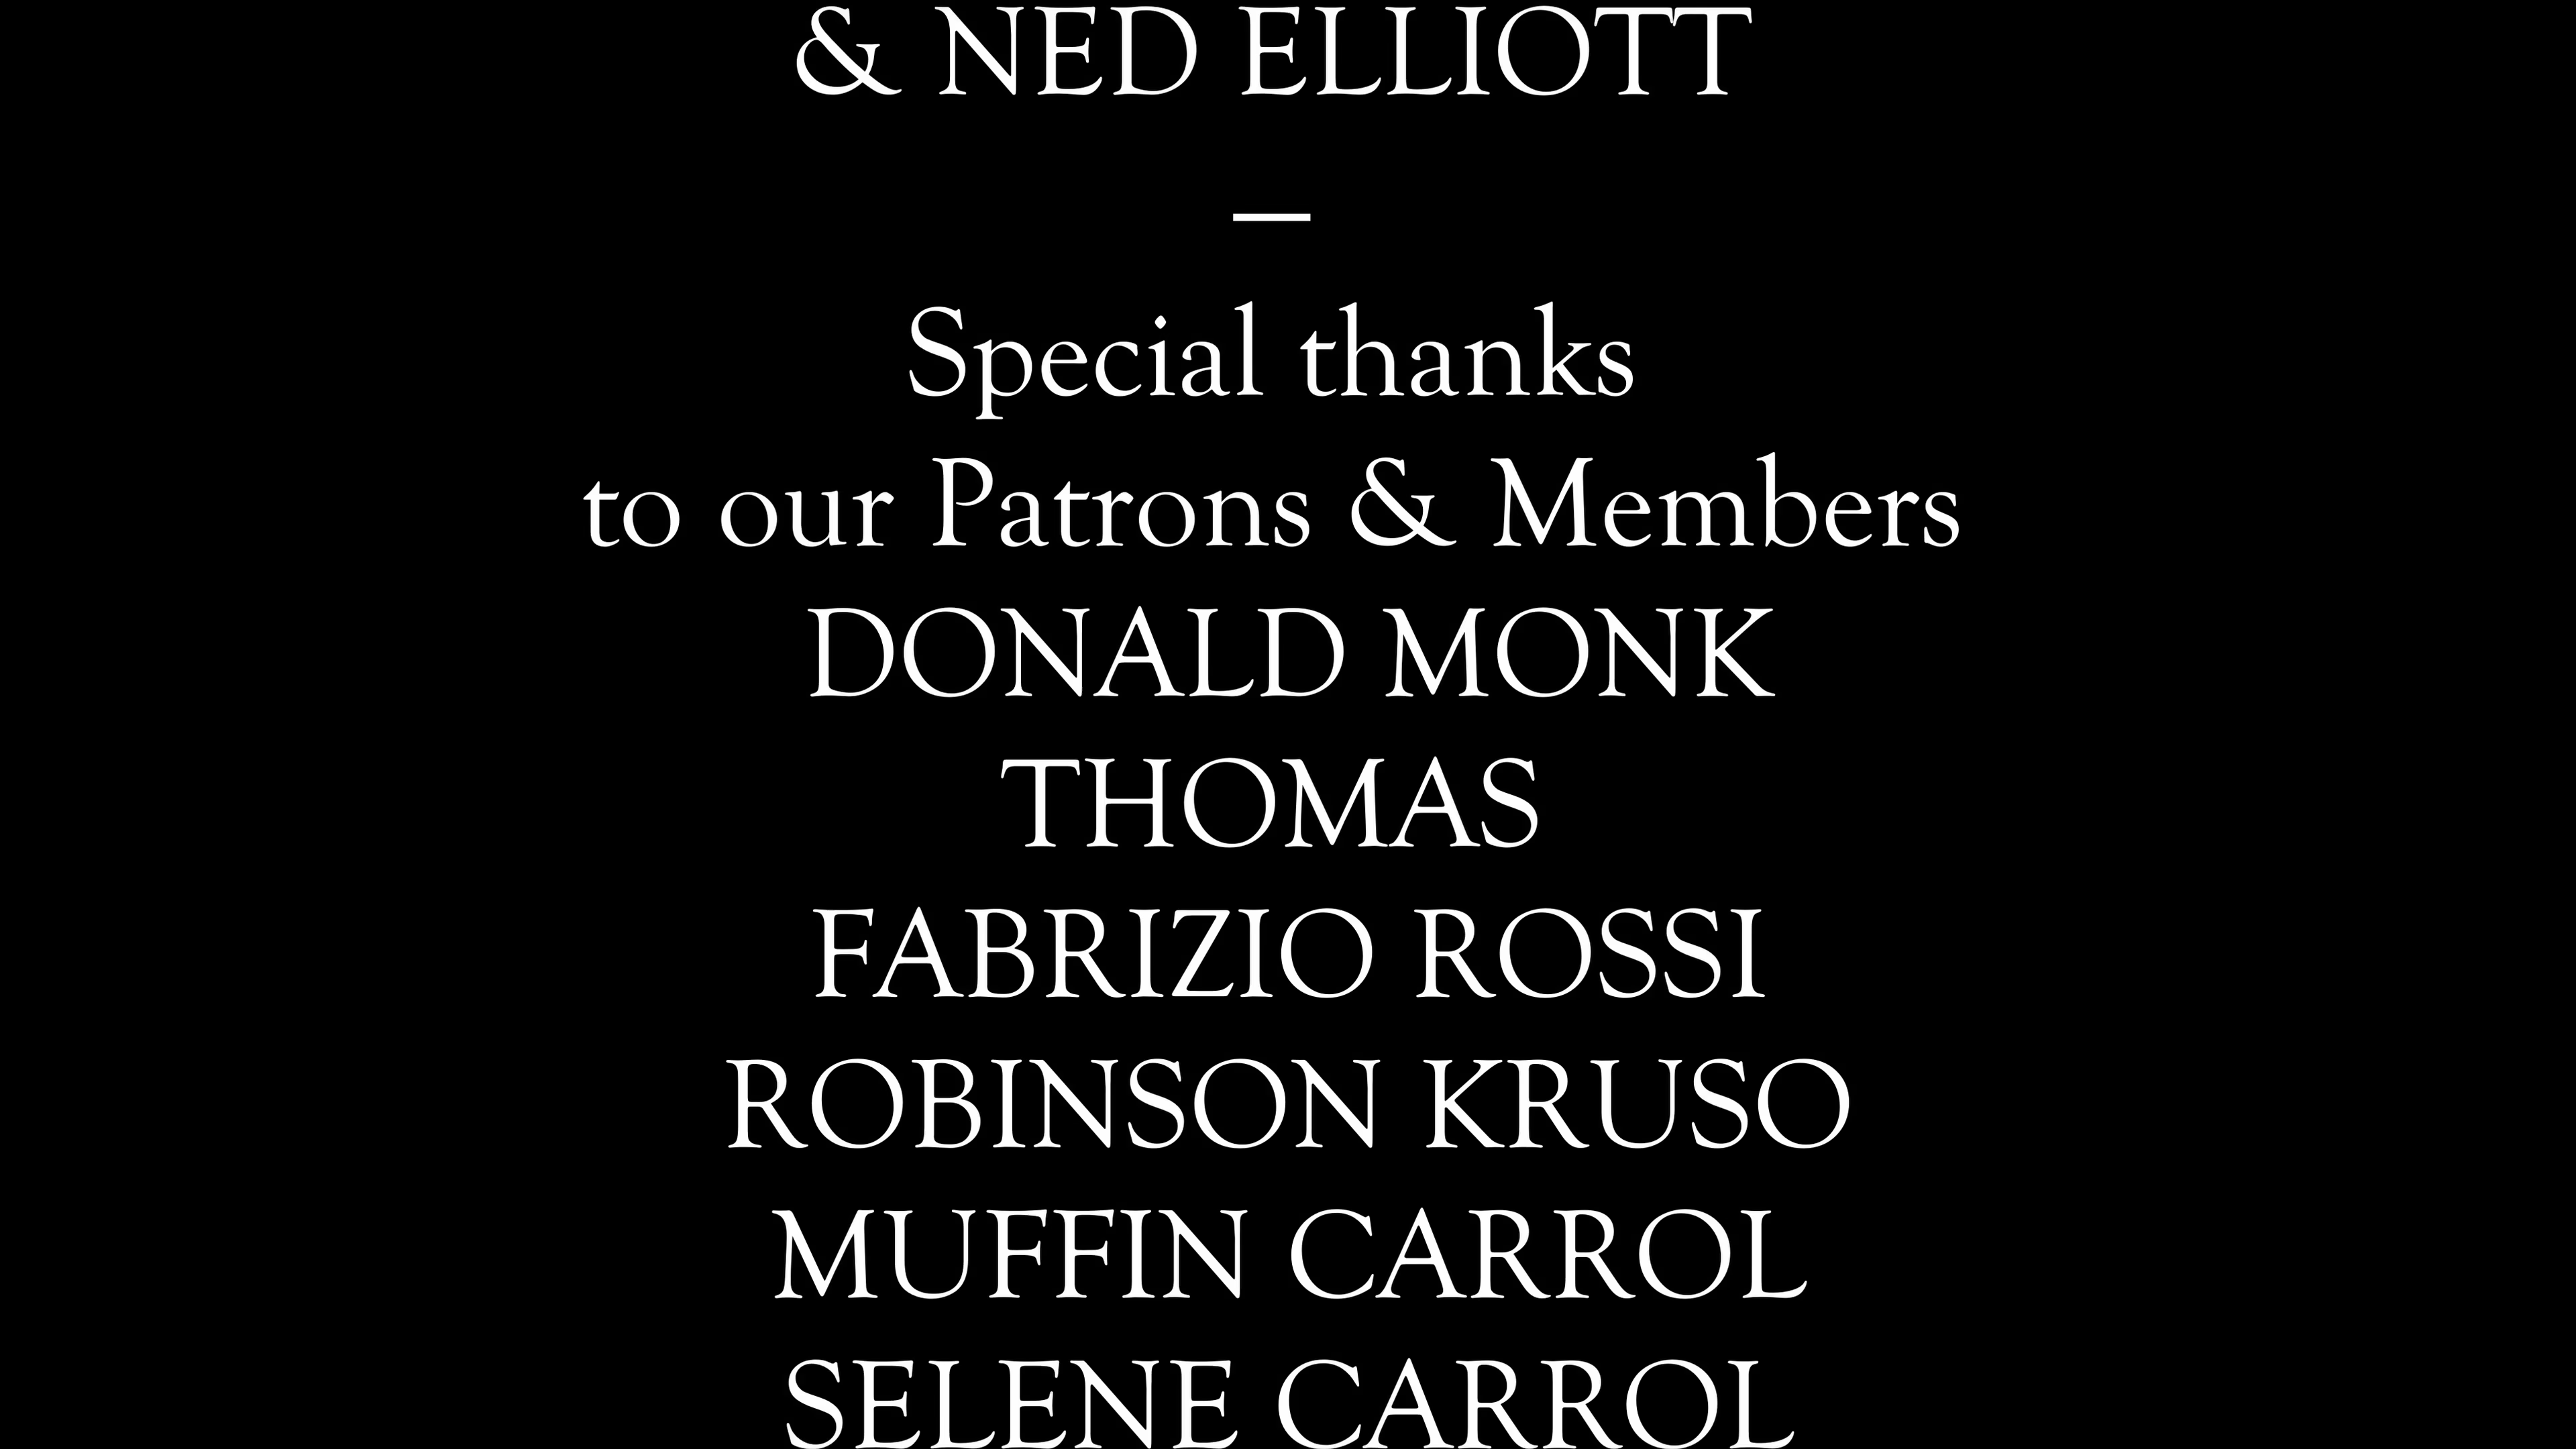 & NED ELLIOTT
—
Special thanks
to our Patrons & Members
DONALD MONK
THOMAS
FABRIZIO ROSSI
ROBINSON KRUSO
MUFFIN CARROL
SELENE CARROL